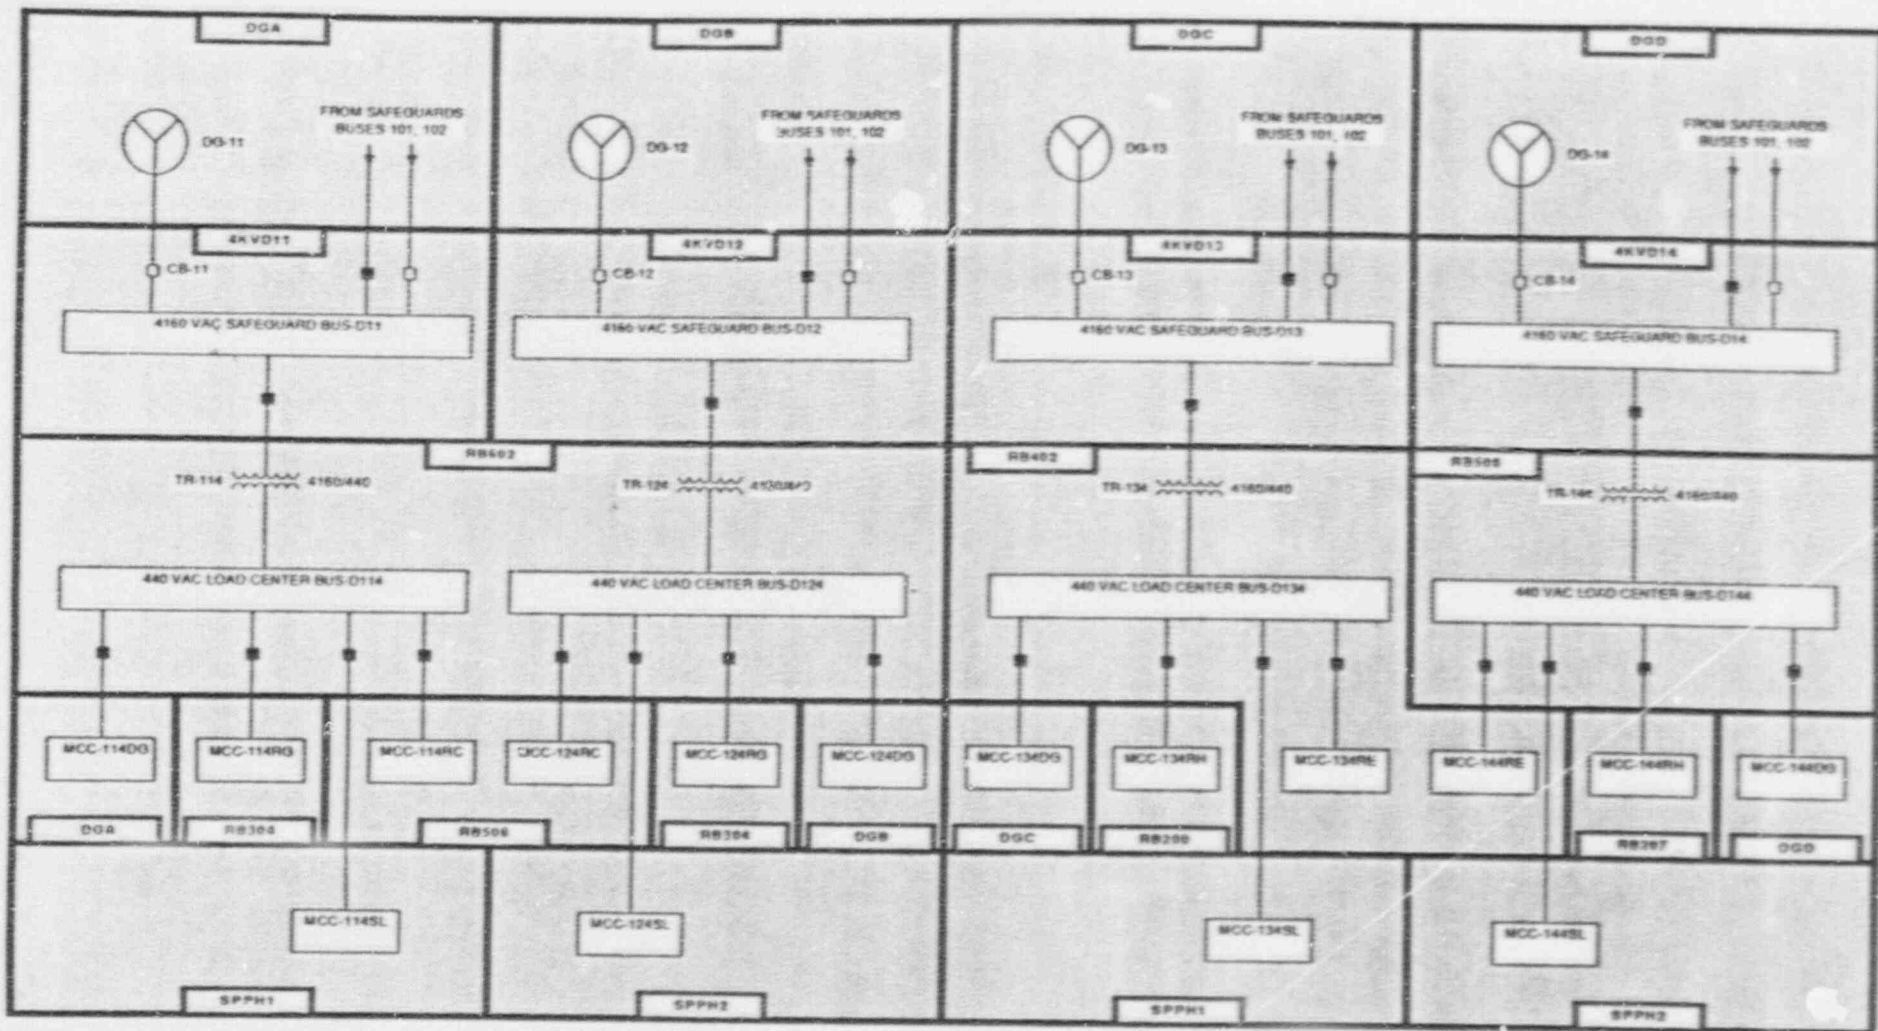 DGA
DGB
DGC
DGD
FROM SAFEGUARDS
BUSES 101, 102
DG-11
FROM SAFEGUARDS
BUSES 101, 102
DG-12
FROM SAFEGUARDS
BUSES 101, 102
DG-13
FROM SAFEGUARDS
BUSES 101, 102
DG-14
4KVD11
4KVD12
4KVD13
4KVD14
CB-11
CB-12
CB-13
CB-14
4160 VAC SAFEGUARD BUS-D11
4160 VAC SAFEGUARD BUS-D12
4160 VAC SAFEGUARD BUS-D13
4160 VAC SAFEGUARD BUS-D14
RB402
TR-114
4160/440
TR-124
4160/440
TR-134
4160/440
TR-144
4160/440
440 VAC LOAD CENTER BUS-D114
440 VAC LOAD CENTER BUS-D124
440 VAC LOAD CENTER BUS-D134
440 VAC LOAD CENTER BUS-D144
MCC-114DG
MCC-114RG
MCC-114RC
MCC-124RC
MCC-124RG
MCC-124DG
MCC-134DG
MCC-134RH
MCC-134RE
MCC-144RE
MCC-144RH
MCC-144DG
DGA
RB304
RB506
RB304
DGB
DGC
RB207
DGD
MCC-114SL
MCC-124SL
MCC-134SL
MCC-144SL
SPPH1
SPPH2
SPPH1
SPPH2